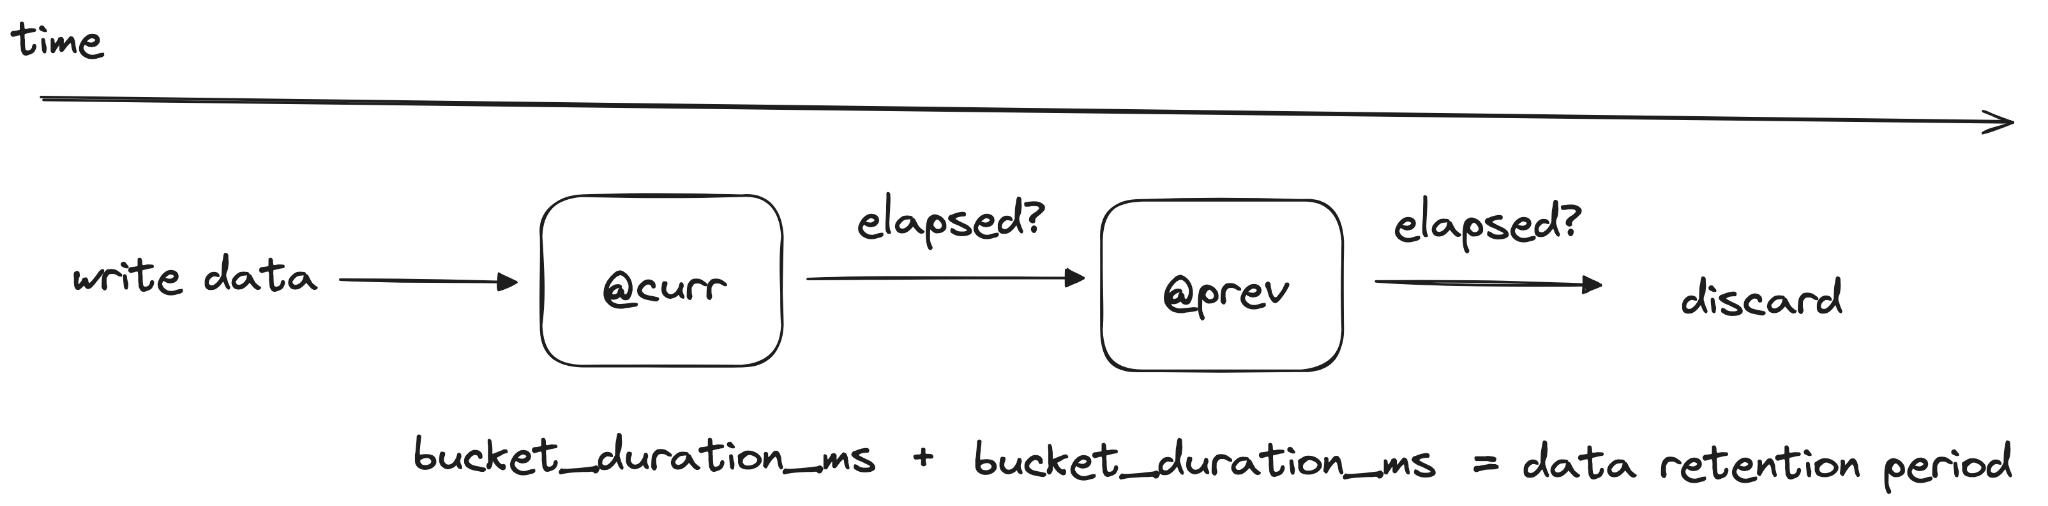 time
elapsed? elapsed?
write data @curr @prev discard
bucket_duration_ms + bucket_duration_ms = data retention period